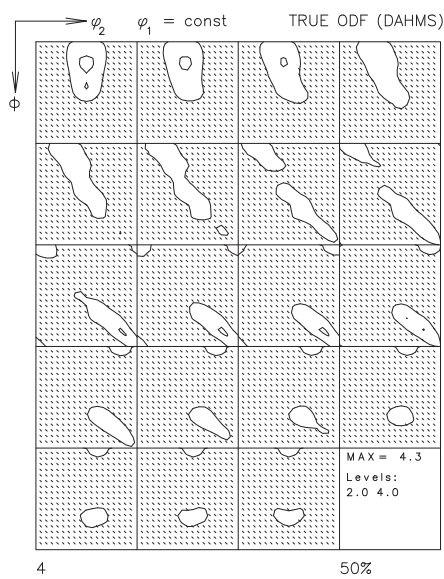 φ₂ φ₁ = const TRUE ODF (DAHMS)
ϕ
MAX = 4.3
Levels:
2.0 4.0
4 50%